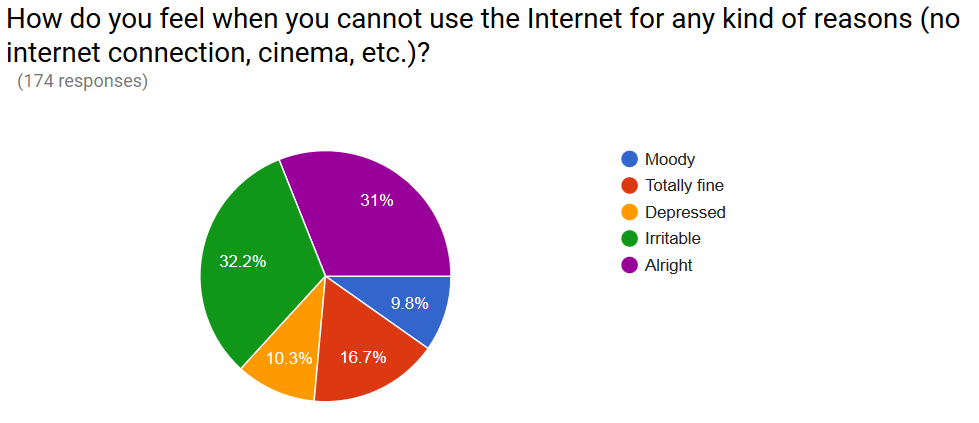 How do you feel when you cannot use the Internet for any kind of reasons (no
internet connection, cinema, etc.)?
(174 responses)
31%
32.2%
9.8%
10.3%
16.7%
Moody
Totally fine
Depressed
Irritable
Alright